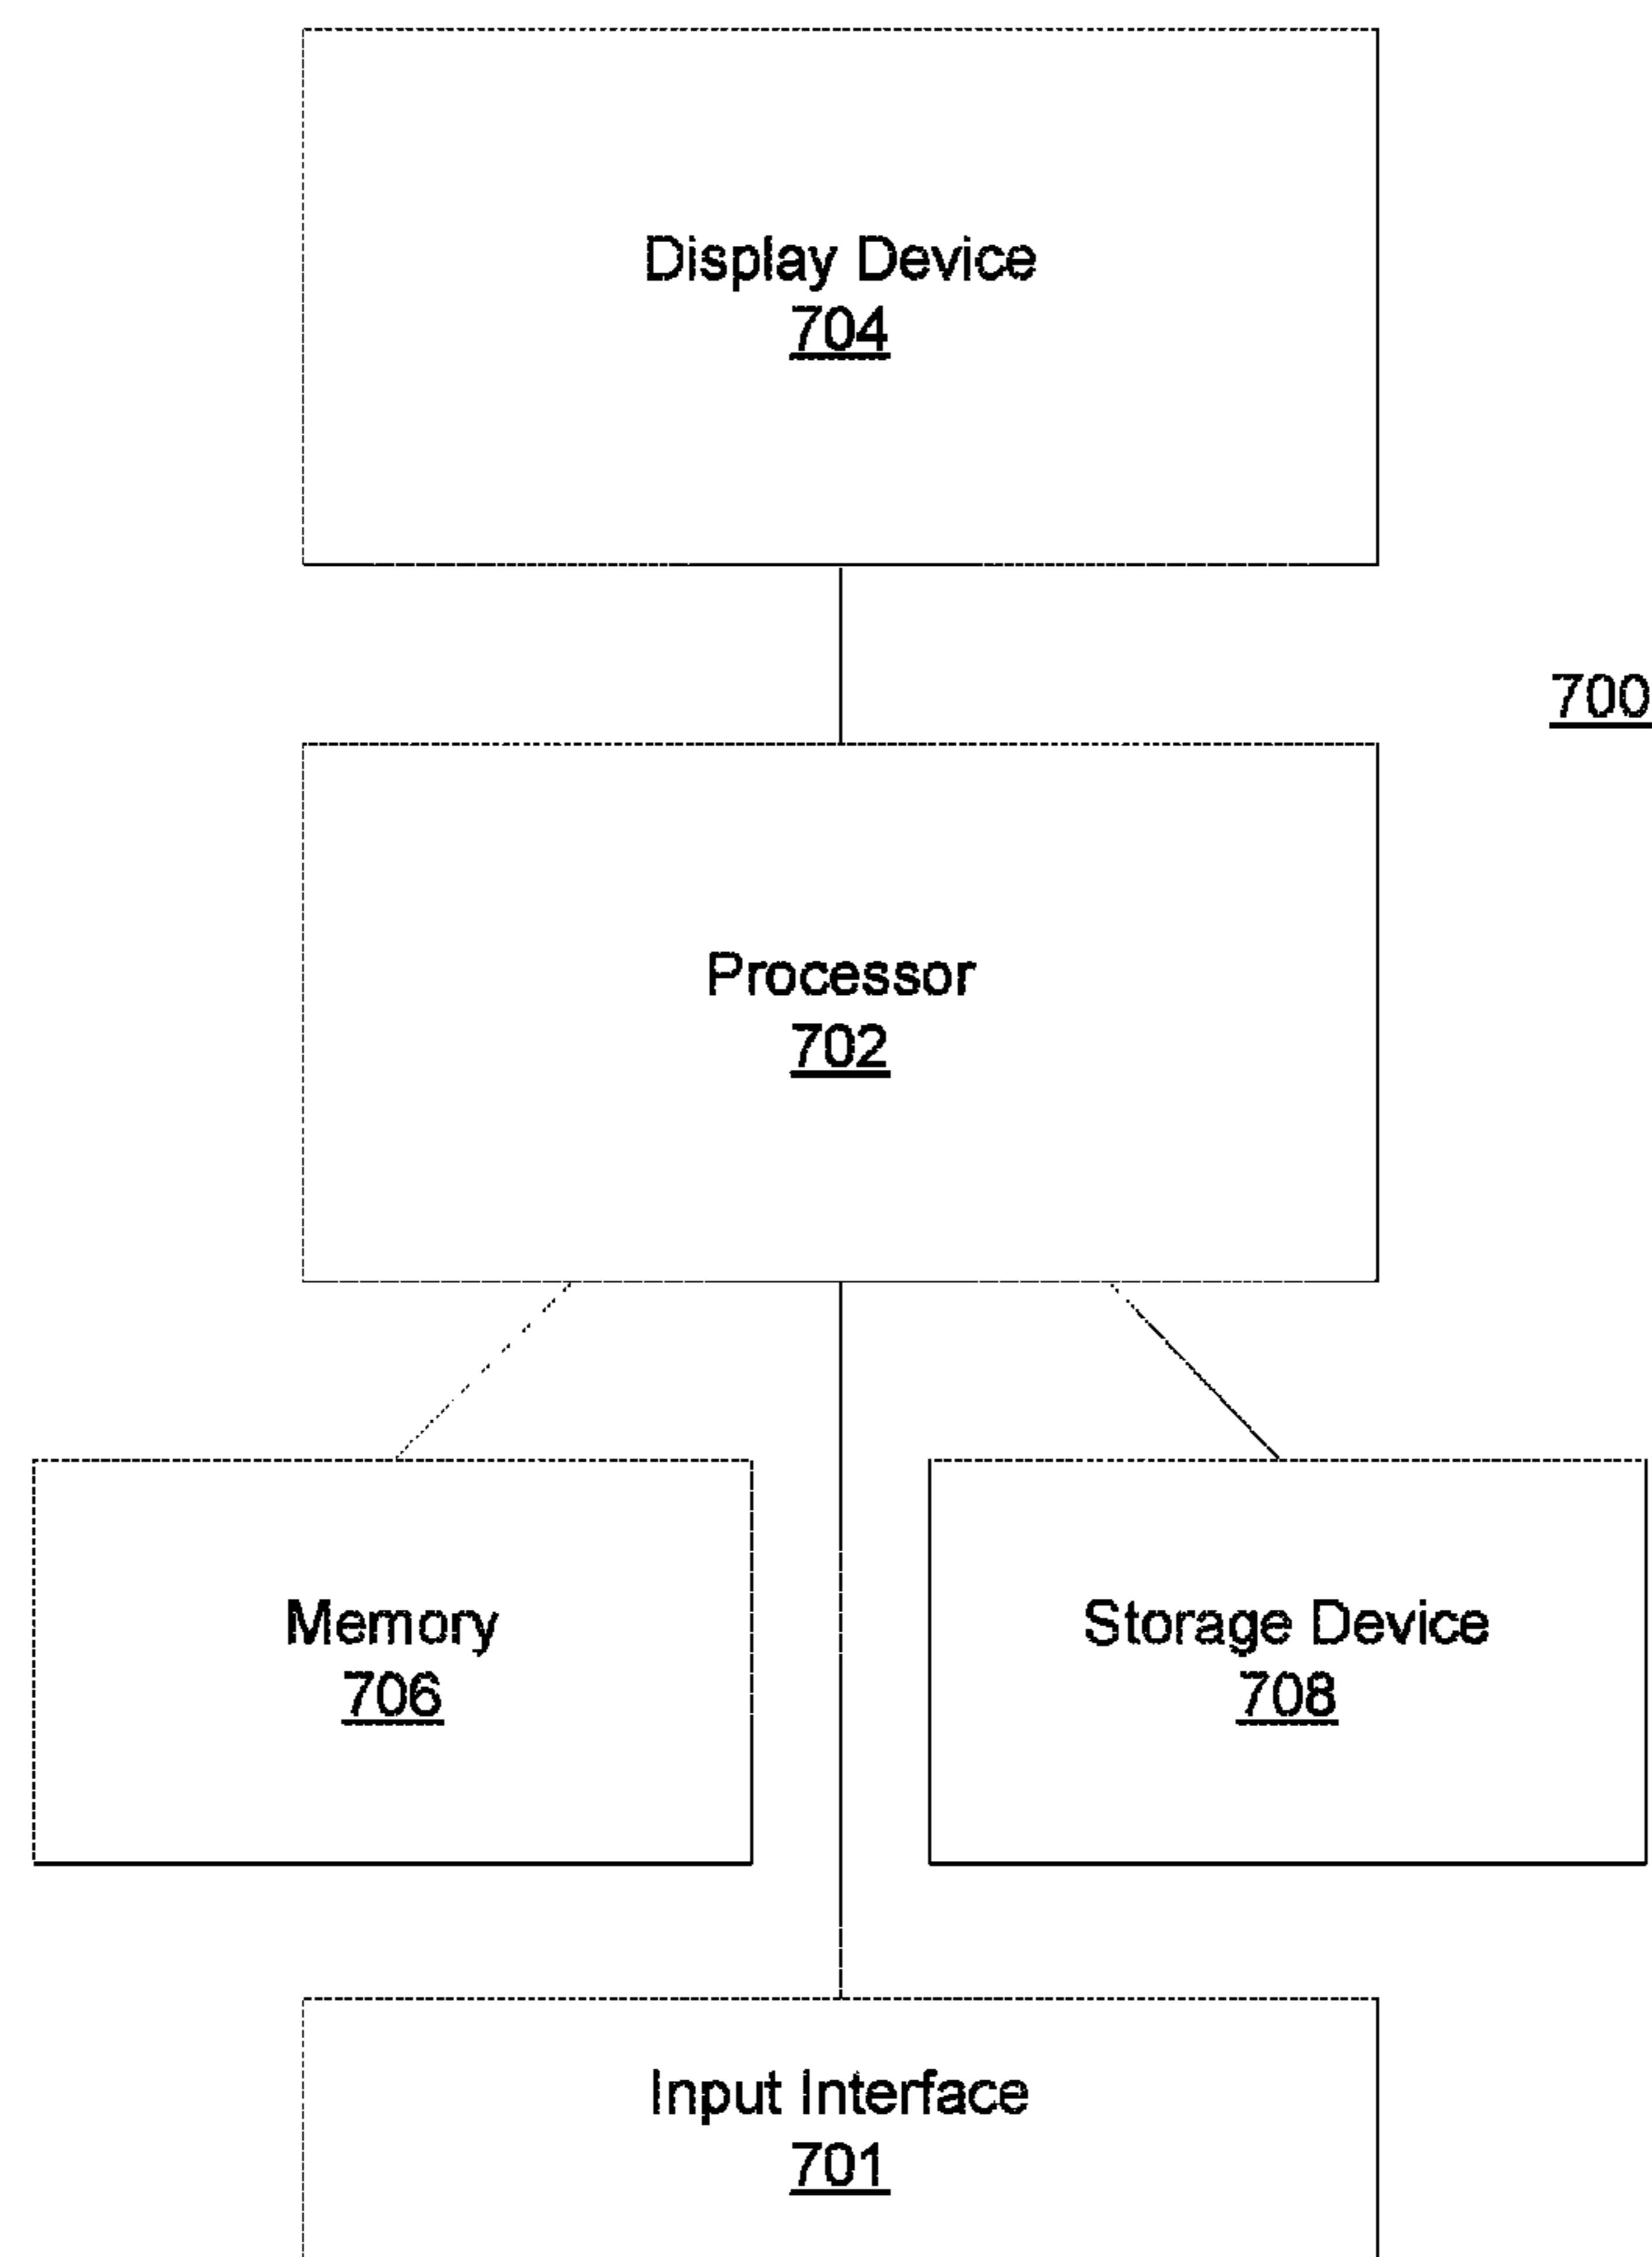 Display Device
704
700
Processor
702
Memory
706
Storage Device
708
Input Interface
701